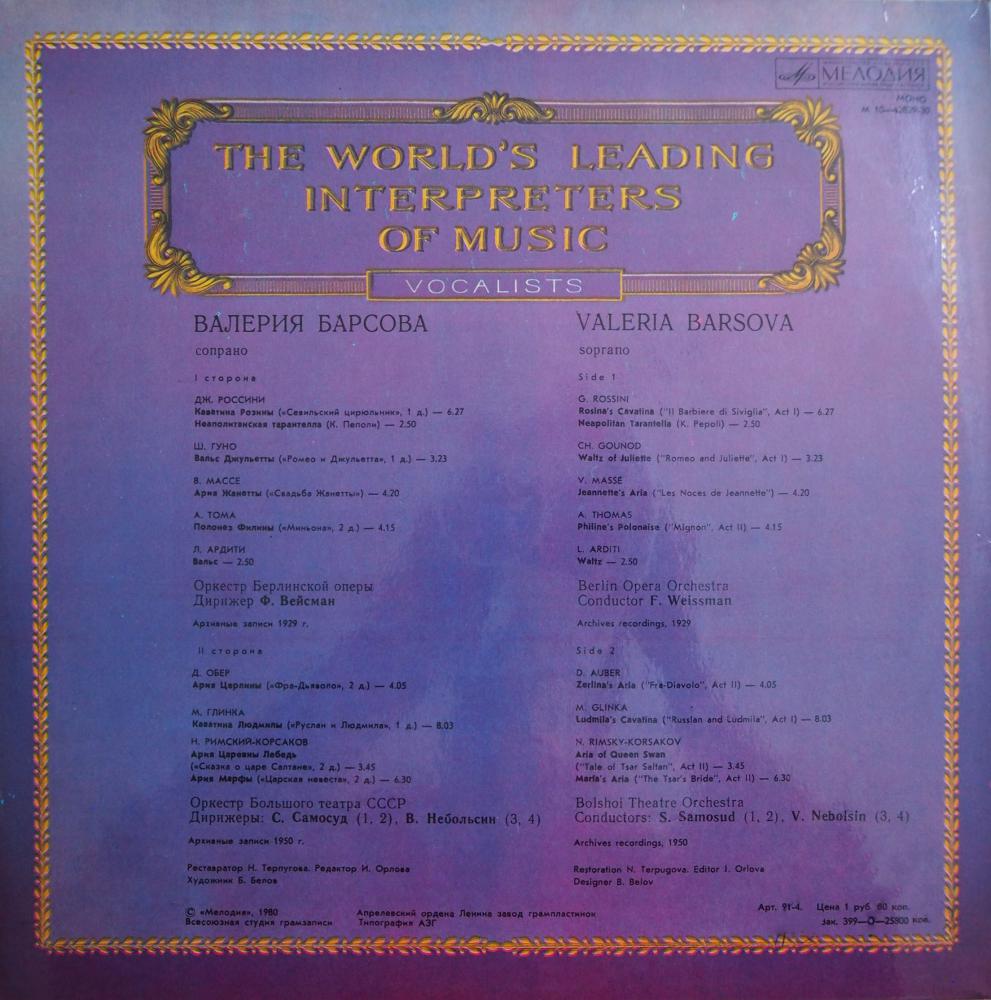 МЕЛОДИЯ
МОНО
М 10—42829-30
THE WORLD'S LEADING
INTERPRETERS
OF MUSIC
VOCALISTS
ВАЛЕРИЯ БАРСОВА
сопрано
I сторона
ДЖ. РОССИНИ
Каватина Розины («Севильский цирюльник», 1 д.) — 6.27
Неаполитанская тарантелла (К. Пеполи) — 2.50
Ш. ГУНО
Вальс Джульетты («Ромео и Джульетта», 1 д.) — 3.23
В. МАССЕ
Ария Жанетты («Свадьба Жанетты») — 4.20
А. ТОМА
Полонез Филины («Миньона», 2 д.) — 4.15
Л. АРДИТИ
Вальс — 2.50
Оркестр Берлинской оперы
Дирижер Ф. Вейсман
Архивные записи 1929 г.
II сторона
Д. ОБЕР
Ария Церлины («Фра-Дьяволо», 2 д.) — 4.05
М. ГЛИНКА
Каватина Людмилы («Руслан и Людмила», 1 д.) — 8.03
Н. РИМСКИЙ-КОРСАКОВ
Ария Царевны Лебедь
(«Сказка о царе Салтане», 2 д.) — 3.45
Ария Марфы («Царская невеста», 2 д.) — 6.30
Оркестр Большого театра СССР
Дирижеры: С. Самосуд (1, 2), В. Небольсин (3, 4)
Архивные записи 1950 г.
Реставратор Н. Терпугова. Редактор И. Орлова
Художник Б. Белов
VALERIA BARSOVA
soprano
Side 1
G. ROSSINI
Rosina's Cavatina ("Il Barbiere di Siviglia", Act I) — 6.27
Neapolitan Tarantella (K. Pepoli) — 2.50
CH. GOUNOD
Waltz of Juliette ("Romeo and Juliette", Act I) — 3.23
V. MASSÉ
Jeannette's Aria ("Les Noces de Jeannette") — 4.20
A. THOMAS
Philine's Polonaise ("Mignon", Act II) — 4.15
L. ARDITI
Waltz — 2.50
Berlin Opera Orchestra
Conductor F. Weissman
Archives recordings, 1929
Side 2
D. AUBER
Zerlina's Aria ("Fra-Diavolo", Act II) — 4.05
M. GLINKA
Ludmila's Cavatina ("Russlan and Ludmila", Act I) — 8.03
N. RIMSKY-KORSAKOV
Aria of Queen Swan
("Tale of Tsar Saltan", Act II) — 3.45
Marfa's Aria ("The Tsar's Bride", Act II) — 6.30
Bolshoi Theatre Orchestra
Conductors: S. Samosud (1, 2), V. Nebolsin (3, 4)
Archives recordings, 1950
Restoration N. Terpugova. Editor I. Orlova
Designer B. Belov
© «Мелодия», 1980
Всесоюзная студия грамзаписи
Апрелевский ордена Ленина завод грампластинок
Типография АЗГ
Арт. 91-4. Цена 1 руб. 80 коп.
Зак. 399—О—25800 коп.